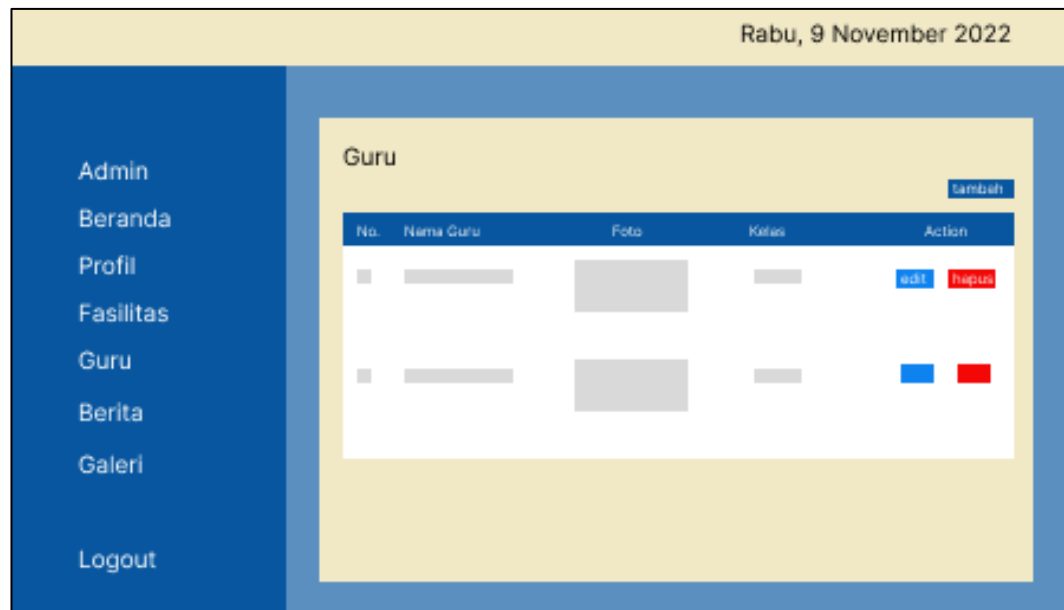 Rabu, 9 November 2022
Admin
Beranda
Profil
Fasilitas
Guru
Berita
Galeri
Logout
Guru
tambah
No. Nama Guru Foto Kelas Action
edit hapus